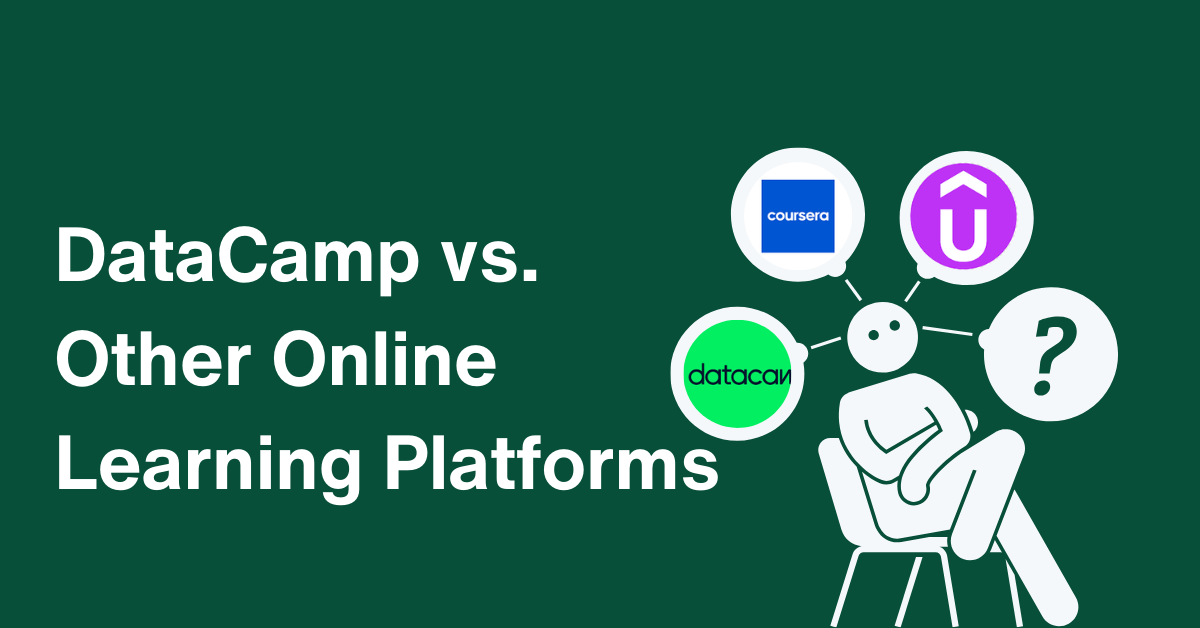 DataCamp vs.
Other Online
Learning Platforms
coursera
datacam
?